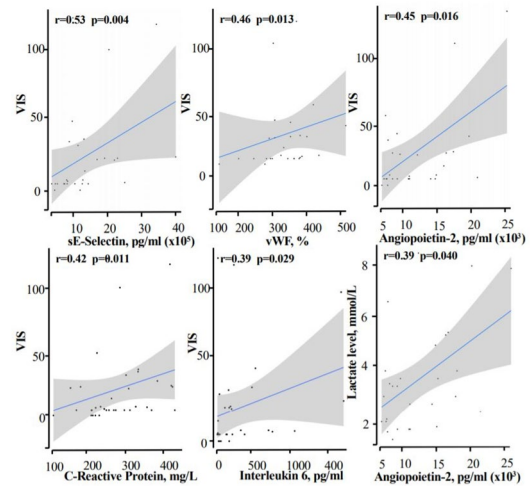 r=0.53 p=0.004
VIS
100
50
0
10 20 30 40
sE-Selectin, pg/ml (x10⁵)
r=0.46 p=0.013
VIS
100
50
0
100 200 300 400 500
vWF, %
r=0.45 p=0.016
VIS
100
50
0
5 10 15 20 25
Angiopoietin-2, pg/ml (x10³)
r=0.42 p=0.011
VIS
100
50
0
100 200 300 400
C-Reactive Protein, mg/L
r=0.39 p=0.029
VIS
100
50
0
0 200 400 600 800 400
Interleukin 6, pg/ml
r=0.39 p=0.040
Lactate level, mmol/L
8
6
4
2
5 10 15 20 25
Angiopoietin-2, pg/ml (x10³)